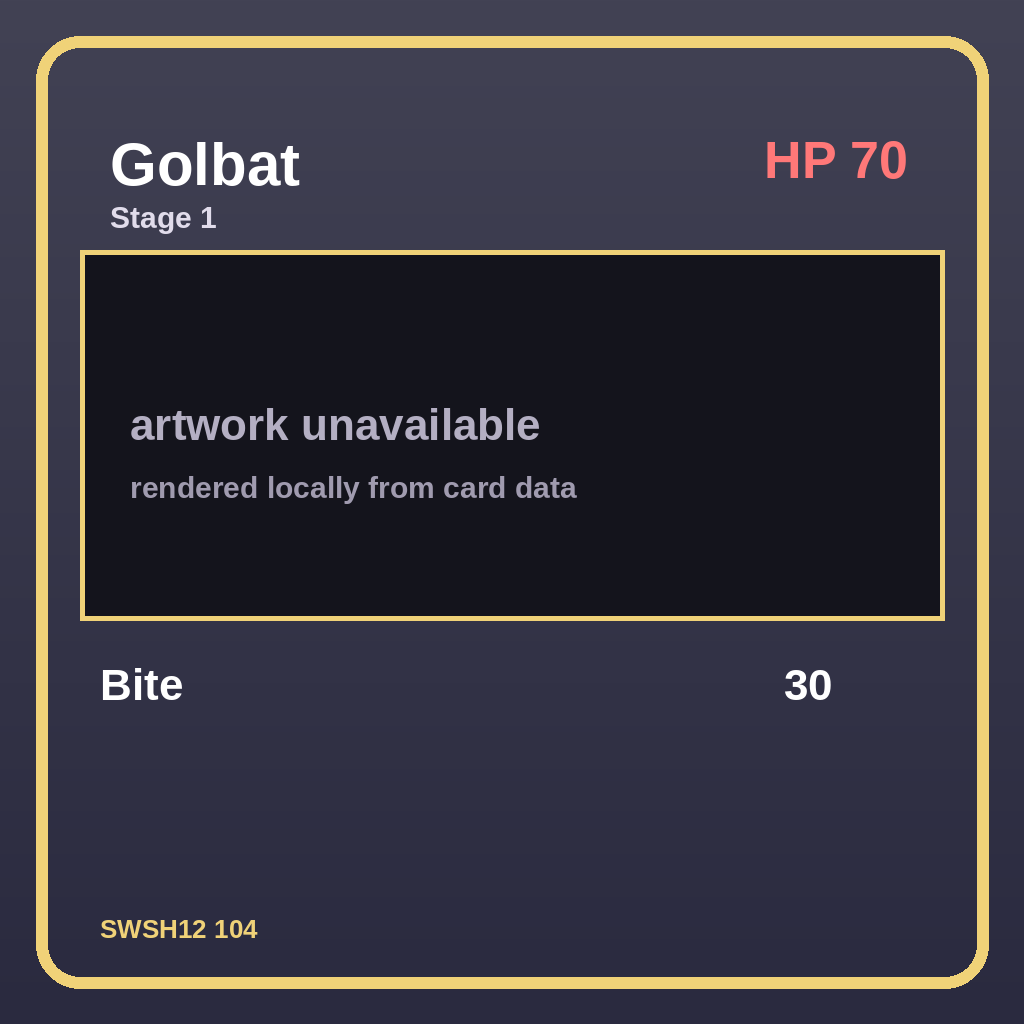 Golbat
HP 70
Stage 1
artwork unavailable
rendered locally from card data
Bite 30
SWSH12 104